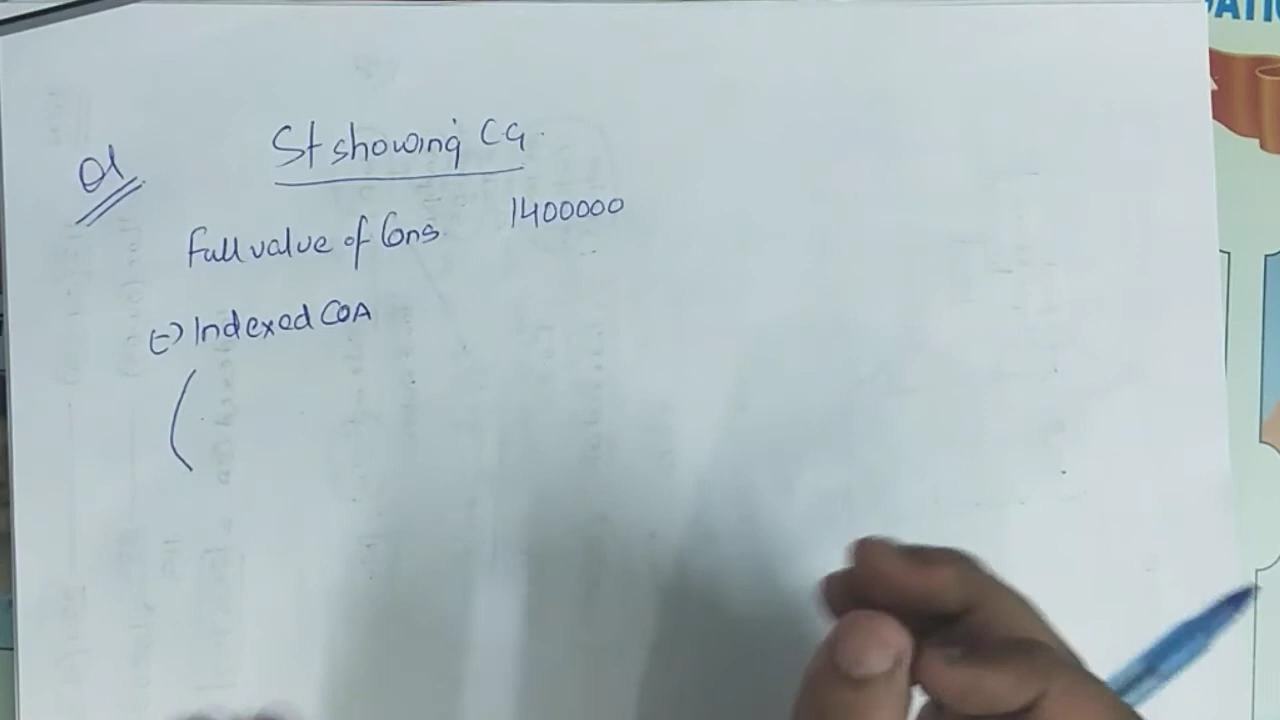 Q1
St showing CG.
Full value of Cons. 1400000
(-) Indexed COA
(